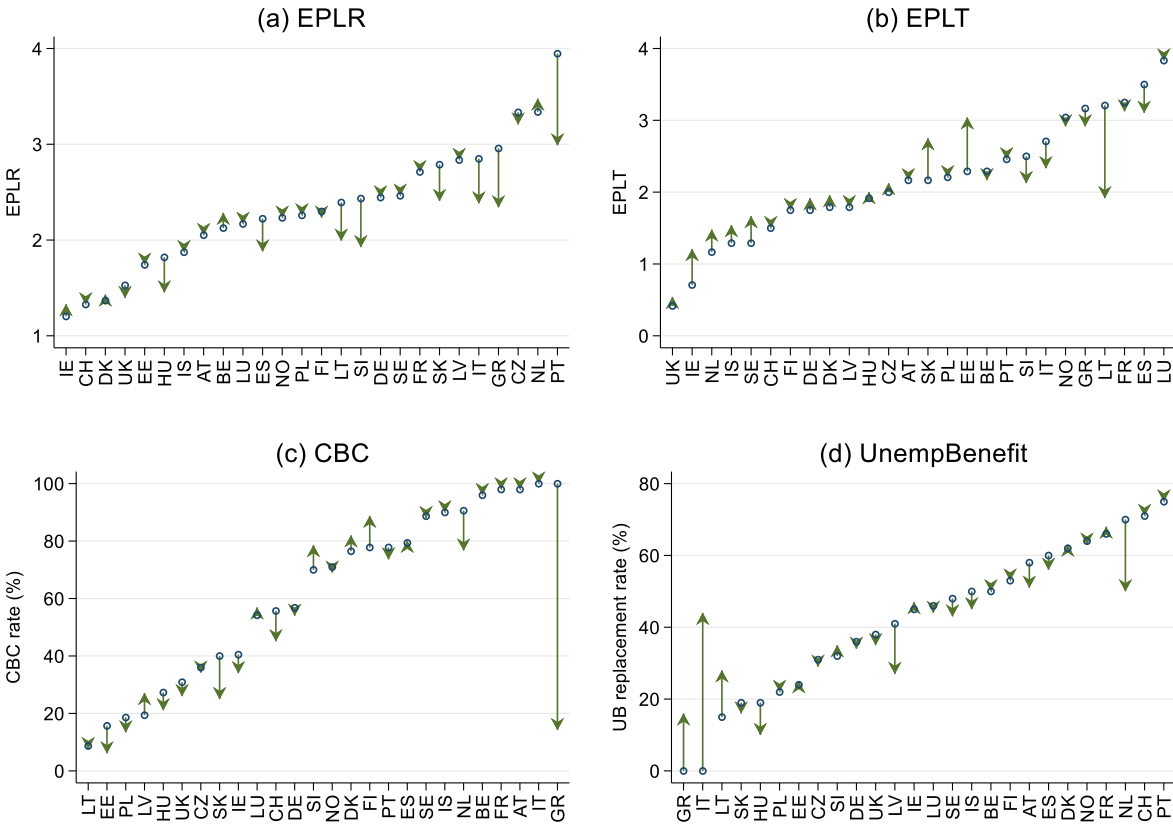 (a) EPLR
EPLR
4
3
2
1
IE CH DK UK EE HU IS AT BE LU ES NO PL FI LT SI DE SE FR SK LV IT GR CZ NL PT
(b) EPLT
EPLT
4
3
2
1
0
UK IE NL IS SE CH FI DE DK LV HU CZ AT SK PL EE BE PT SI IT NO GR LT FR ES LU
(c) CBC
CBC rate (%)
100
80
60
40
20
0
LT EE PL LV HU UK CZ SK IE LU CH DE SI NO DK FI PT ES SE IS NL BE FR AT IT GR
(d) UnempBenefit
UB replacement rate (%)
80
60
40
20
0
GR IT LT SK HU PL EE CZ SI DE UK LV IE LU SE IS BE FI AT ES DK NO FR NL CH PT